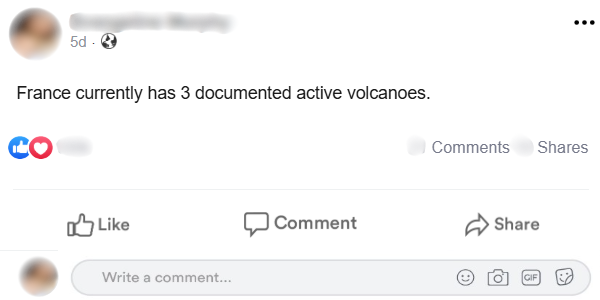 5d ·
France currently has 3 documented active volcanoes.
Comments Shares
Like Comment Share
Write a comment... GIF